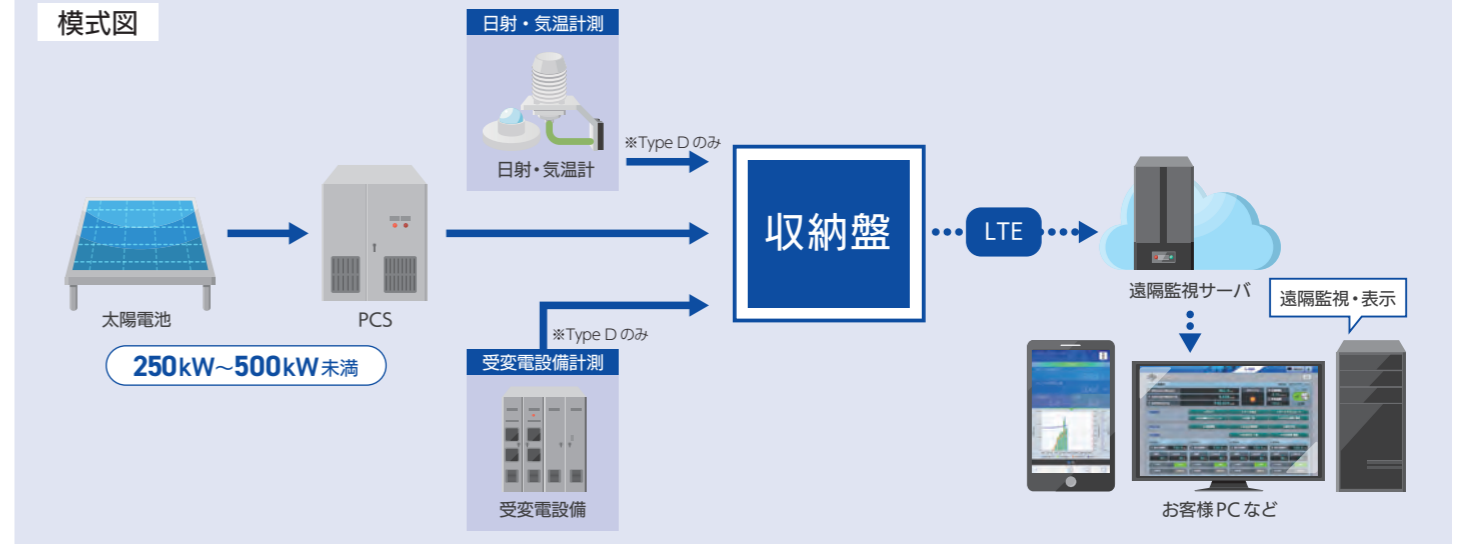 模式図
日射・気温計測
日射・気温計
※Type Dのみ
太陽電池
PCS
250kW～500kW未満
※Type Dのみ
受変電設備計測
受変電設備
収納盤
LTE
遠隔監視サーバ
遠隔監視・表示
お客様PCなど